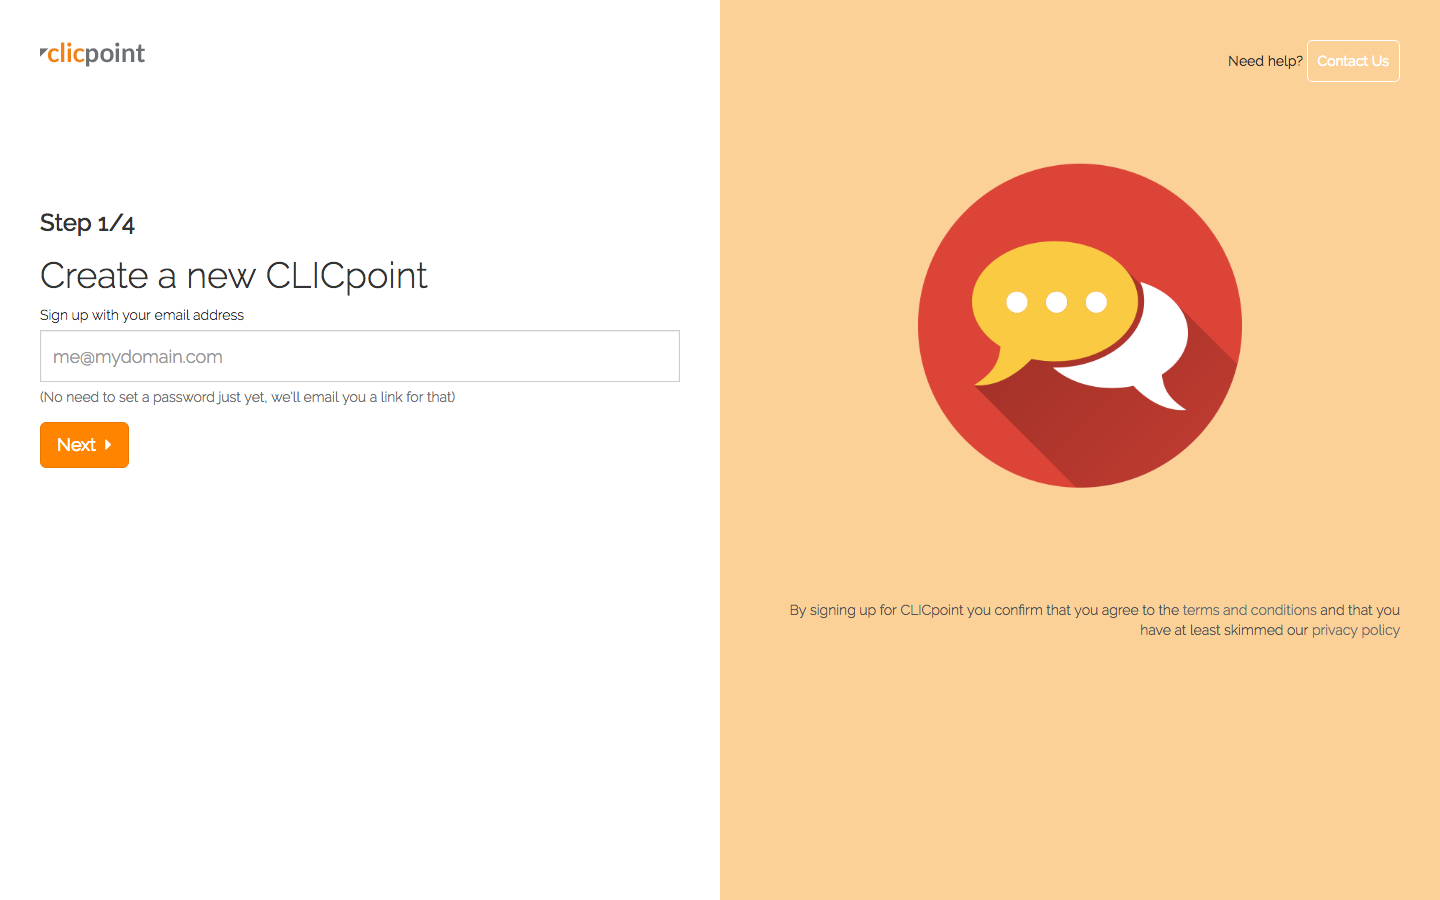 clicpoint
Need help? Contact Us
Step 1/4
Create a new CLICpoint
Sign up with your email address
me@mydomain.com
(No need to set a password just yet, we'll email you a link for that)
Next
By signing up for CLICpoint you confirm that you agree to the terms and conditions and that you
have at least skimmed our privacy policy